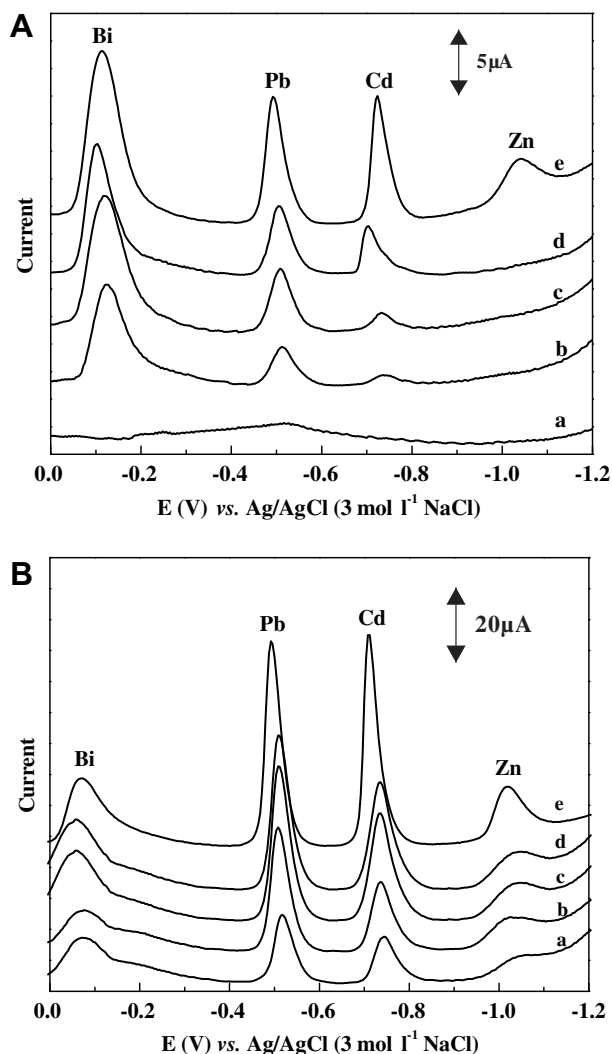 A
Bi
Pb
Cd
Zn
5µA
e
d
c
b
a
Current
0.0 -0.2 -0.4 -0.6 -0.8 -1.0 -1.2
E (V) vs. Ag/AgCl (3 mol l⁻¹ NaCl)
B
Bi
Pb
Cd
Zn
20µA
e
d
c
b
a
Current
0.0 -0.2 -0.4 -0.6 -0.8 -1.0 -1.2
E (V) vs. Ag/AgCl (3 mol l⁻¹ NaCl)